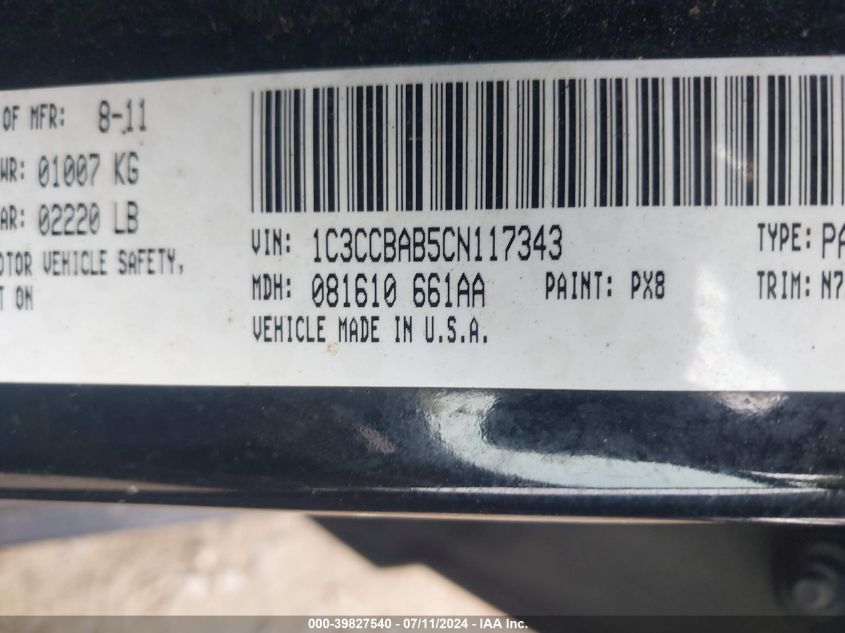 OF MFR: 8-11
WR: 01007 KG
AR: 02220 LB
OTOR VEHICLE SAFETY,
T ON
VIN: 1C3CCBAB5CN117343 TYPE: PA
MDH: 081610 661AA PAINT: PX8 TRIM: N7
VEHICLE MADE IN U.S.A.
000-39827540 - 07/11/2024 - IAA Inc.